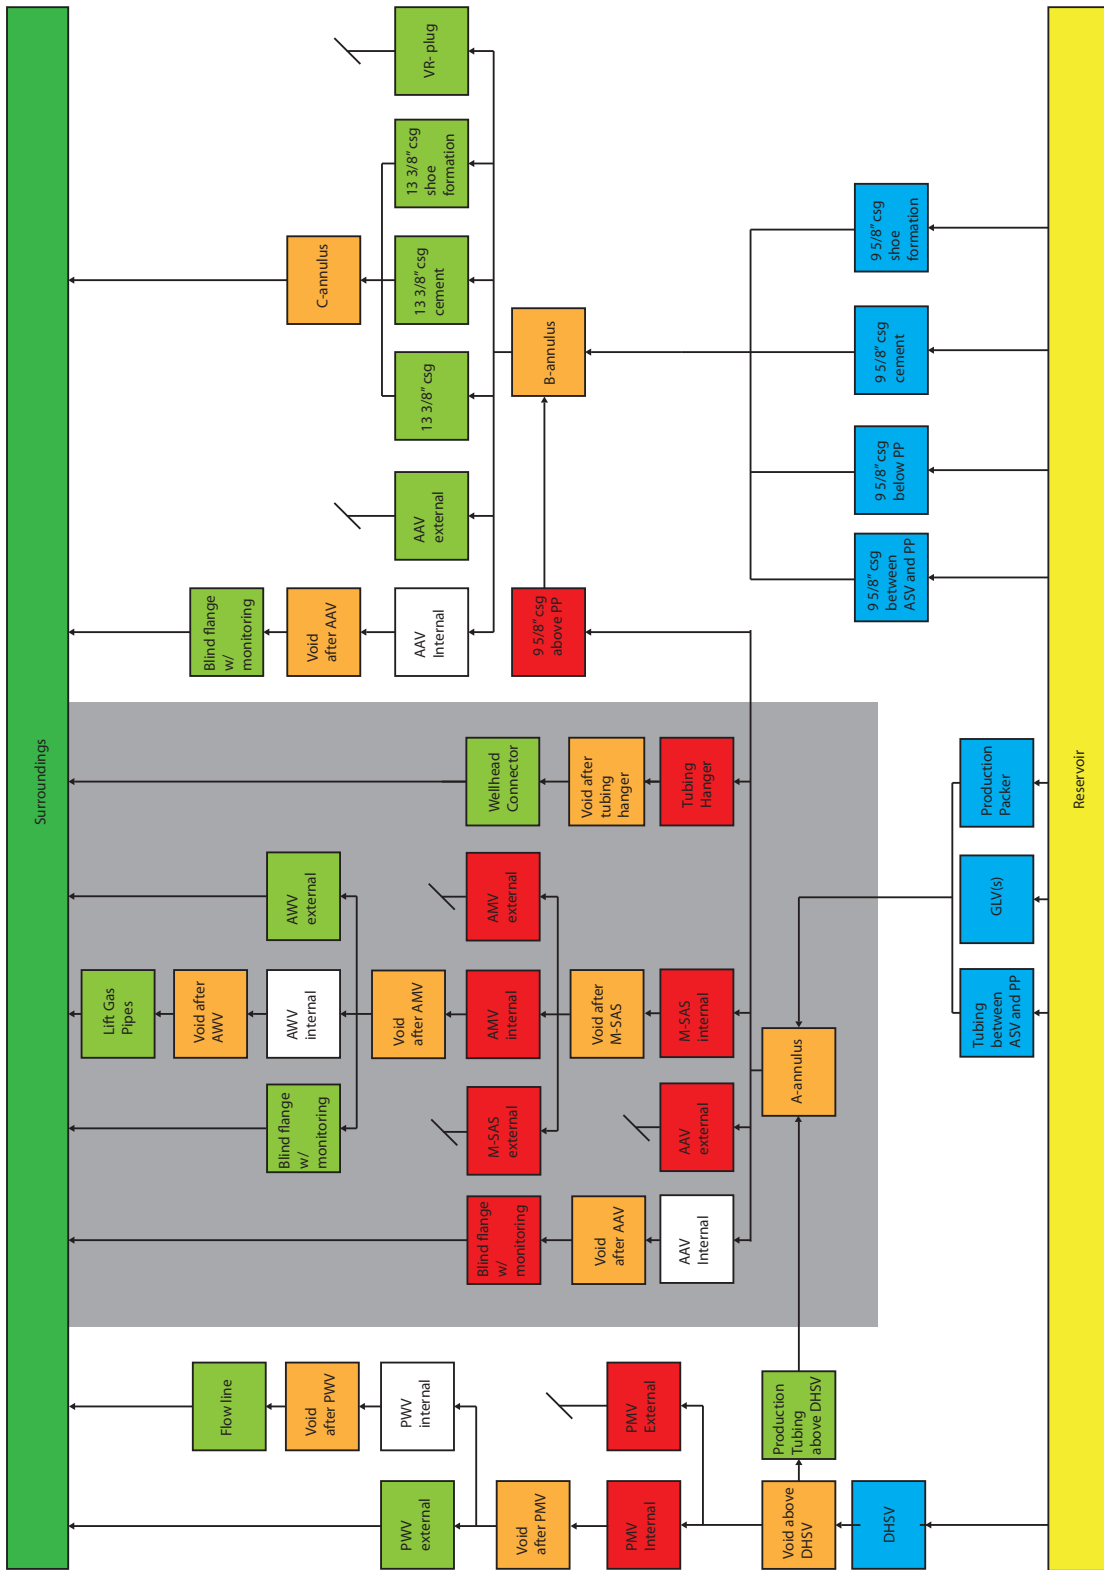 Surroundings
VR- plug
13 3/8" csg
shoe
formation
C-annulus
13 3/8" csg
cement
13 3/8" csg
B-annulus
AAV
external
Blind flange
w/
monitoring
Void
after AAV
AAV
Internal
9 5/8" csg
above PP
9 5/8" csg
shoe
formation
9 5/8" csg
cement
9 5/8" csg
below PP
9 5/8" csg
between
ASV and PP
Wellhead
Connector
Void after
tubing
hanger
Tubing
Hanger
Production
Packer
GLV(s)
Tubing
between
ASV and PP
AWV
external
AMV
external
Lift Gas
Pipes
Void after
AWV
AWV
internal
Void
after AMV
AMV
internal
Void after
M-SAS
M-SAS
internal
A-annulus
Blind flange
w/
monitoring
M-SAS
external
AAV
external
Blind flange
w/
monitoring
Void
after AAV
AAV
Internal
Flow line
Void
after PWV
PWV
internal
PMV
External
Production
Tubing
above DHSV
PWV
external
Void
after PMV
PMV
Internal
Void above
DHSV
DHSV
Reservoir